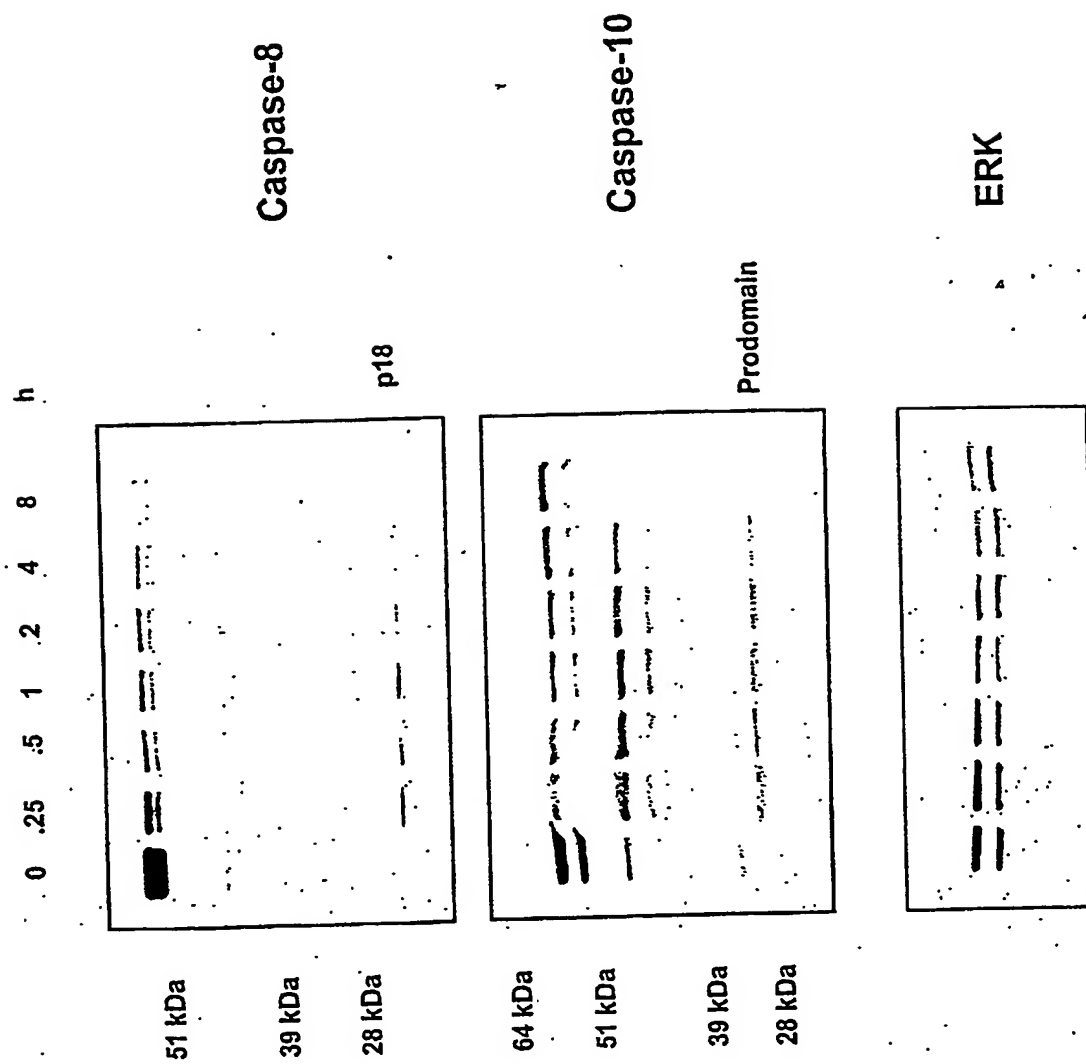 0 .25 .5 1 .2 4 8 h
51 kDa
39 kDa
28 kDa
Caspase-8
p18
64 kDa
51 kDa
39 kDa
28 kDa
Caspase-10
Prodomain
ERK